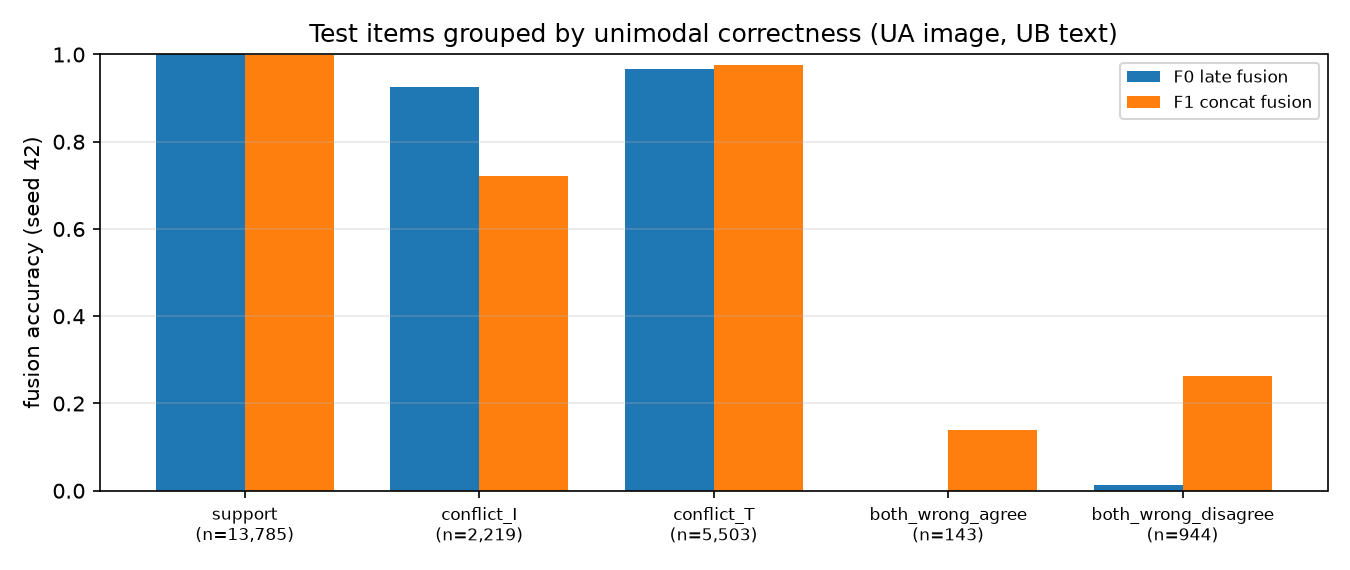 Test items grouped by unimodal correctness (UA image, UB text)
fusion accuracy (seed 42)
1.0
0.8
0.6
0.4
0.2
0.0
F0 late fusion
F1 concat fusion
support
(n=13,785)
conflict_I
(n=2,219)
conflict_T
(n=5,503)
both_wrong_agree
(n=143)
both_wrong_disagree
(n=944)